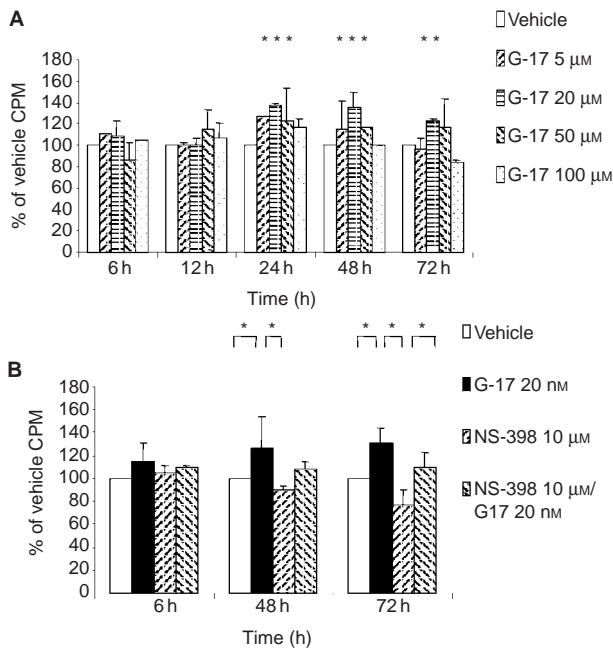 A
* * *
* * *
* *
180
160
140
120
100
80
60
40
20
0
% of vehicle CPM
6 h
12 h
24 h
48 h
72 h
Time (h)
Vehicle
G-17 5 µM
G-17 20 µM
G-17 50 µM
G-17 100 µM
B
* *
* * *
180
160
140
120
100
80
60
40
20
0
% of vehicle CPM
6 h
48 h
72 h
Time (h)
Vehicle
G-17 20 nM
NS-398 10 µM
NS-398 10 µM/
G17 20 nM